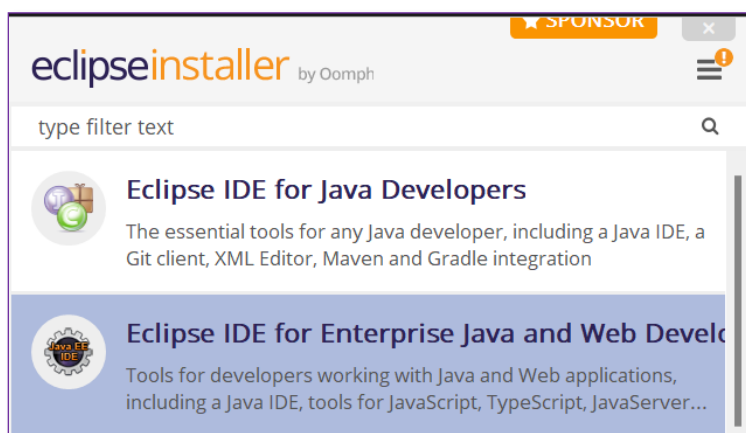 SPONSOR
eclipseinstaller by Oomph
type filter text
Eclipse IDE for Java Developers
The essential tools for any Java developer, including a Java IDE, a
Git client, XML Editor, Maven and Gradle integration
Eclipse IDE for Enterprise Java and Web Develo
Java EE
IDE
Tools for developers working with Java and Web applications,
including a Java IDE, tools for JavaScript, TypeScript, JavaServer...